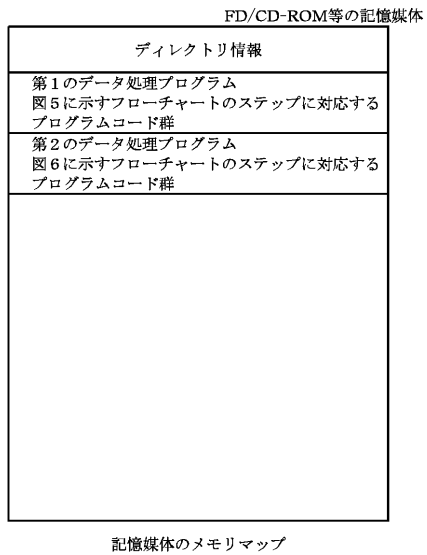 FD/CD-ROM等の記憶媒体
ディレクトリ情報
第1のデータ処理プログラム
図5に示すフローチャートのステップに対応する
プログラムコード群
第2のデータ処理プログラム
図6に示すフローチャートのステップに対応する
プログラムコード群
記憶媒体のメモリマップ